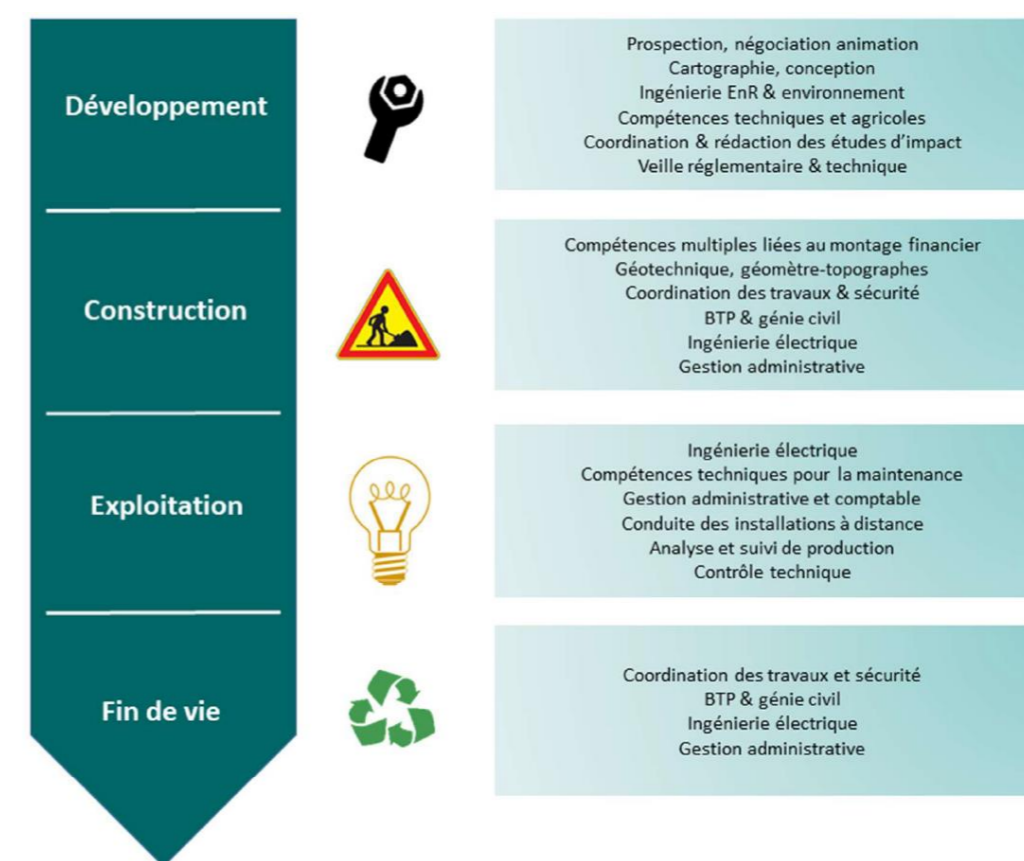 Développement
Prospection, négociation animation
Cartographie, conception
Ingénierie EnR & environnement
Compétences techniques et agricoles
Coordination & rédaction des études d'impact
Veille réglementaire & technique
Construction
Compétences multiples liées au montage financier
Géotechnique, géomètre-topographes
Coordination des travaux & sécurité
BTP & génie civil
Ingénierie électrique
Gestion administrative
Exploitation
Ingénierie électrique
Compétences techniques pour la maintenance
Gestion administrative et comptable
Conduite des installations à distance
Analyse et suivi de production
Contrôle technique
Fin de vie
Coordination des travaux et sécurité
BTP & génie civil
Ingénierie électrique
Gestion administrative